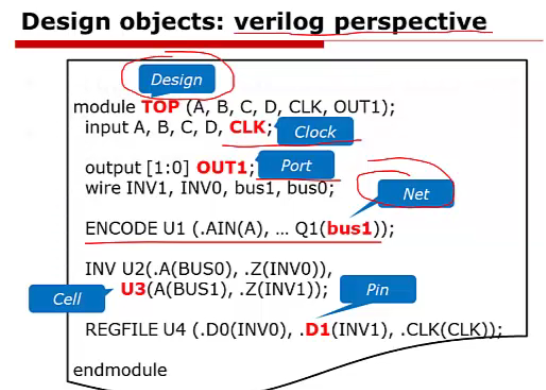 Design objects: verilog perspective
Design
module TOP (A, B, C, D, CLK, OUT1);
input A, B, C, D, CLK;
Clock
output [1:0] OUT1;
Port
wire INV1, INV0, bus1, bus0;
Net
ENCODE U1 (.AIN(A), ... Q1(bus1));
INV U2(.A(BUS0), .Z(INV0)),
Cell
U3(A(BUS1), .Z(INV1));
Pin
REGFILE U4 (.D0(INV0), .D1(INV1), .CLK(CLK));
endmodule